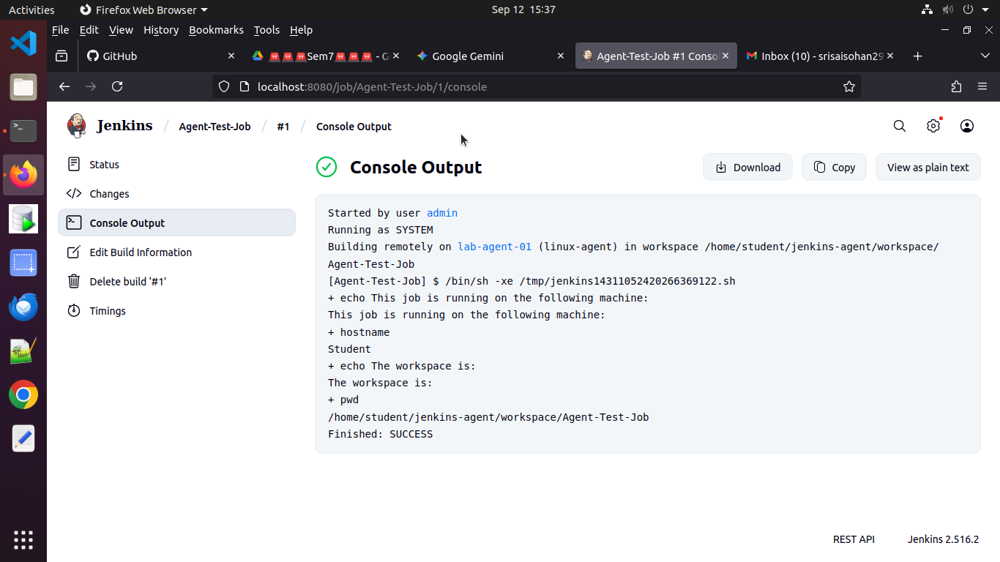 Activities
Firefox Web Browser
Sep 12 15:37
File Edit View History Bookmarks Tools Help
GitHub
Sem7
Google Gemini
Agent-Test-Job #1 Conso
Inbox (10) - srisaisohan29
localhost:8080/job/Agent-Test-Job/1/console
Jenkins / Agent-Test-Job / #1 / Console Output
Status
Changes
Console Output
Edit Build Information
Delete build ‘#1’
Timings
Console Output
Download
Copy
View as plain text
Started by user admin
Running as SYSTEM
Building remotely on lab-agent-01 (linux-agent) in workspace /home/student/jenkins-agent/workspace/
Agent-Test-Job
[Agent-Test-Job] $ /bin/sh -xe /tmp/jenkins14311052420266369122.sh
+ echo This job is running on the following machine:
This job is running on the following machine:
+ hostname
Student
+ echo The workspace is:
The workspace is:
+ pwd
/home/student/jenkins-agent/workspace/Agent-Test-Job
Finished: SUCCESS
REST API
Jenkins 2.516.2